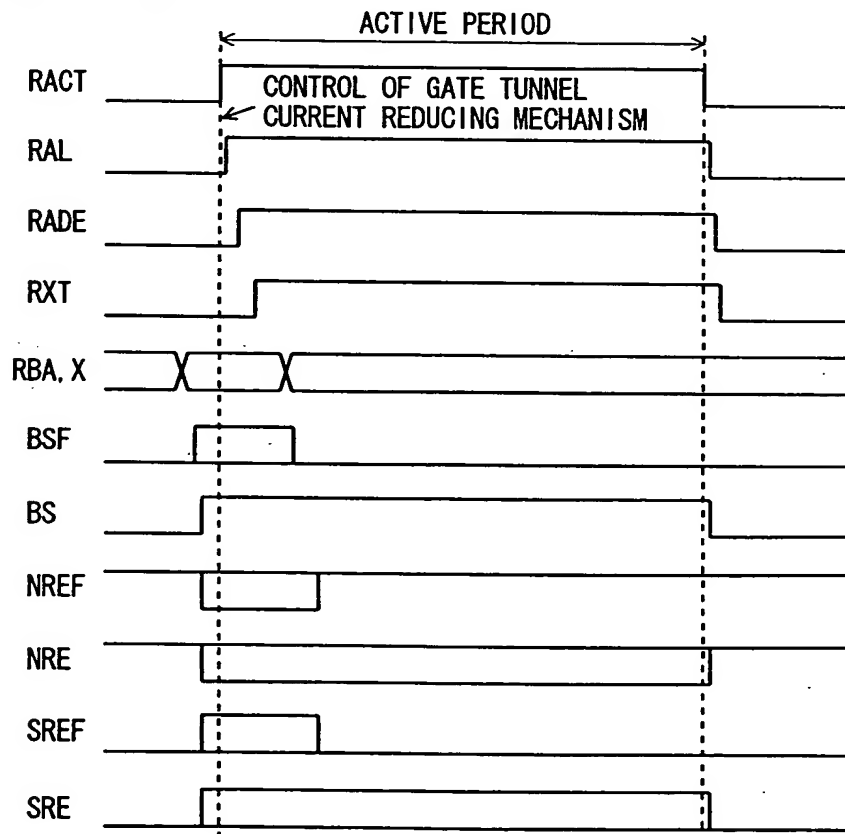 ACTIVE PERIOD
RACT
CONTROL OF GATE TUNNEL
CURRENT REDUCING MECHANISM
RAL
RADE
RXT
RBA, X
BSF
BS
NREF
NRE
SREF
SRE